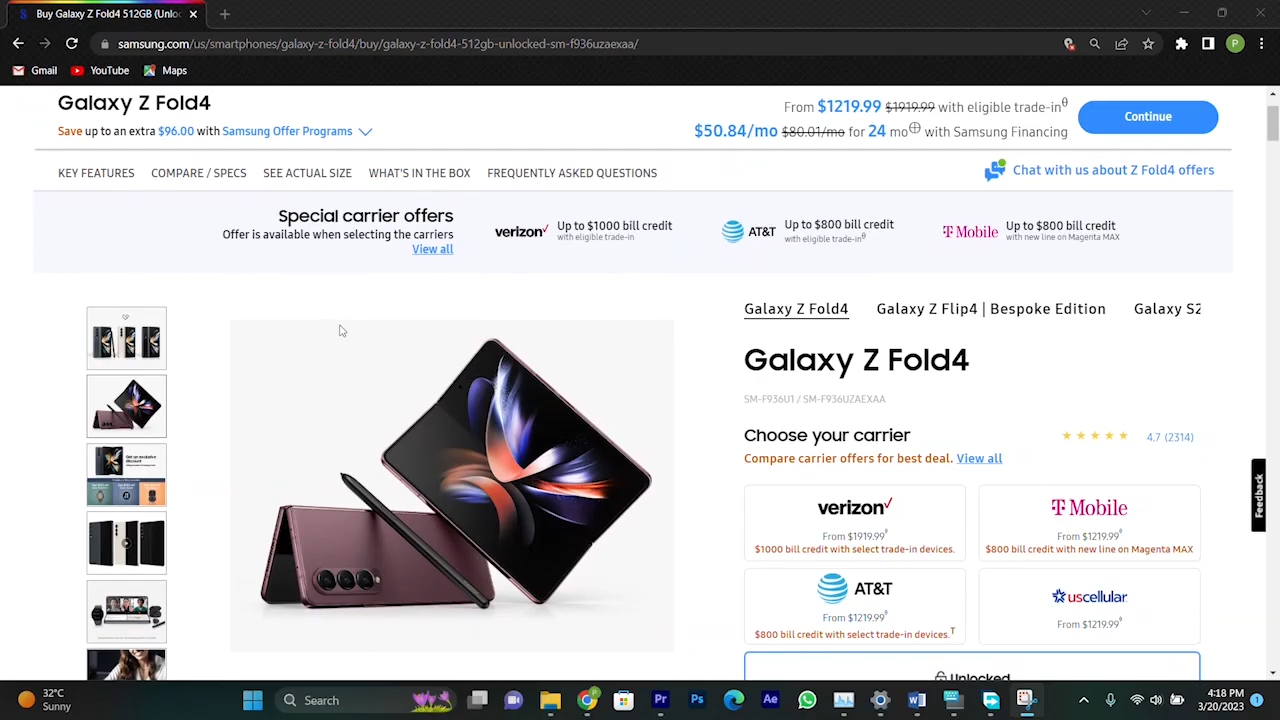 Buy Galaxy Z Fold4 512GB (Unloc
samsung.com/us/smartphones/galaxy-z-fold4/buy/galaxy-z-fold4-512gb-unlocked-sm-f936uzaexaa/
P
Gmail
YouTube
Maps
Galaxy Z Fold4
From $1219.99 $1919.99 with eligible trade-inθ
Continue
Save up to an extra $96.00 with Samsung Offer Programs
$50.84/mo $80.01/mo for 24 mo⊕ with Samsung Financing
KEY FEATURES
COMPARE / SPECS
SEE ACTUAL SIZE
WHAT'S IN THE BOX
FREQUENTLY ASKED QUESTIONS
Chat with us about Z Fold4 offers
Special carrier offers
Offer is available when selecting the carriers
View all
verizon✓
Up to $1000 bill credit
with eligible trade-in
AT&T
Up to $800 bill credit
with eligible trade-inθ
T Mobile
Up to $800 bill credit
with new line on Magenta MAX
Galaxy Z Fold4
Galaxy Z Flip4 | Bespoke Edition
Galaxy S2
Galaxy Z Fold4
SM-F936U1 / SM-F936UZAEXAA
Choose your carrier
4.7 (2314)
Compare carrier offers for best deal. View all
verizon✓
From $1919.99◊
$1000 bill credit with select trade-in devices.
T Mobile
From $1219.99◊
$800 bill credit with new line on Magenta MAX
AT&T
From $1219.99◊
$800 bill credit with select trade-in devices.T
uscellular
From $1219.99◊
Unlocked
Feedback
32°C
Sunny
Search
Pr
Ps
Ae
W
4:18 PM
3/20/2023
1